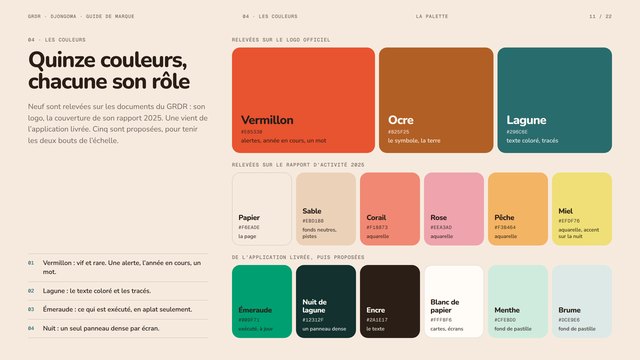 GRDR · DJONGOMA · GUIDE DE MARQUE
04 · LES COULEURS
LA PALETTE
11 / 22
04 · LES COULEURS
Quinze couleurs,
chacune son rôle
Neuf sont relevées sur les documents du GRDR : son
logo, la couverture de son rapport 2025. Une vient de
l'application livrée. Cinq sont proposées, pour tenir
les deux bouts de l'échelle.
01 Vermillon : vif et rare. Une alerte, l'année en cours, un
mot.
02 Lagune : le texte coloré et les tracés.
03 Émeraude : ce qui est exécuté, en aplat seulement.
04 Nuit : un seul panneau dense par écran.
RELEVÉES SUR LE LOGO OFFICIEL
Vermillon
alertes, année en cours, un mot
Ocre
#B25F25
le symbole, la terre
Lagune
#296C6E
texte coloré, tracés
RELEVÉES SUR LE RAPPORT D'ACTIVITÉ 2025
Papier
#F6EADE
la page
Sable
#EBD1B8
fonds neutres,
pistes
Corail
#F18873
aquarelle
Rose
#EEA3AD
aquarelle
Pêche
aquarelle
Miel
#EFDF76
aquarelle, accent
sur la nuit
DE L'APPLICATION LIVRÉE, PUIS PROPOSÉES
Émeraude
exécuté, à jour
Nuit de
lagune
#12312F
un panneau dense
Encre
#2A1E17
le texte
Blanc de
papier
cartes, écrans
Menthe
fond de pastille
Brume
#DCE9E6
fond de pastille